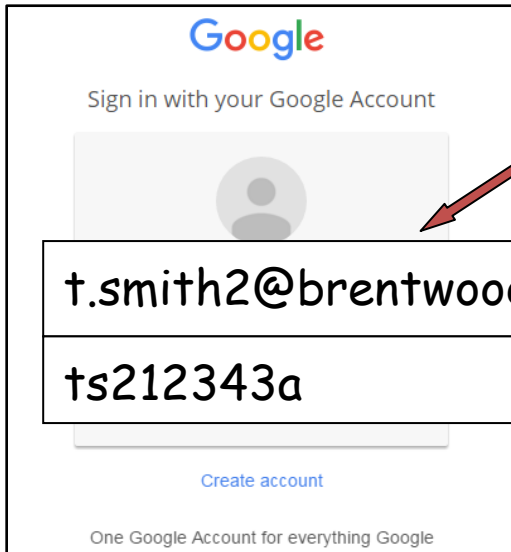 Google
Sign in with your Google Account
t.smith2@brentwoo
ts212343a
Create account
One Google Account for everything Google